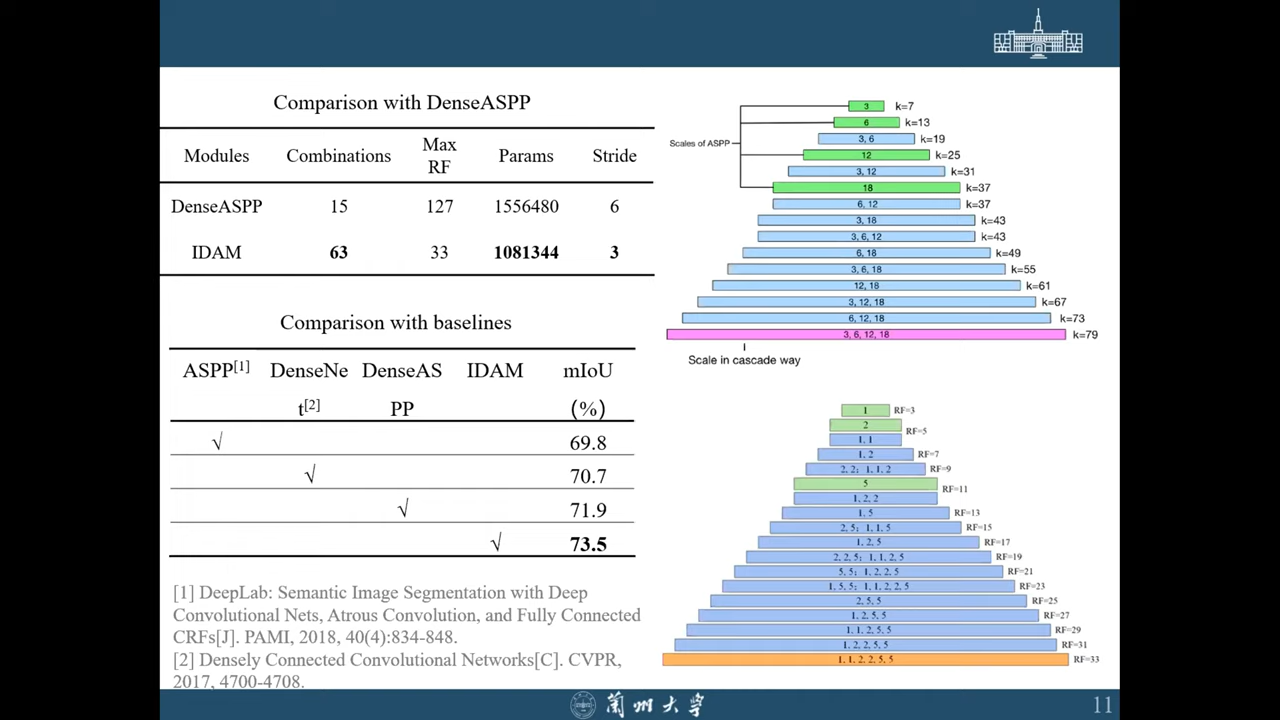 Comparison with DenseASPP
Modules Combinations Max RF Params Stride
DenseASPP 15 127 1556480 6
IDAM 63 33 1081344 3
Comparison with baselines
ASPP[1] DenseNe DenseAS IDAM mIoU
t[2] PP (%)
√ 69.8
√ 70.7
√ 71.9
√ 73.5
[1] DeepLab: Semantic Image Segmentation with Deep
Convolutional Nets, Atrous Convolution, and Fully Connected
CRFs[J]. PAMI, 2018, 40(4):834-848.
[2] Densely Connected Convolutional Networks[C]. CVPR,
2017, 4700-4708.
Scales of ASPP
3 k=7
6 k=13
3, 6 k=19
12 k=25
3, 12 k=31
18 k=37
6, 12 k=37
3, 18 k=43
3, 6, 12 k=43
6, 18 k=49
3, 6, 18 k=55
12, 18 k=61
3, 12, 18 k=67
6, 12, 18 k=73
3, 6, 12, 18 k=79
Scale in cascade way
1 RF=3
2 RF=5
1, 1
1, 2 RF=7
2, 2; 1, 1, 2 RF=9
5 RF=11
1, 2, 2
1, 5 RF=13
2, 5; 1, 1, 5 RF=15
1, 2, 5 RF=17
2, 2, 5; 1, 1, 2, 5 RF=19
5, 5; 1, 2, 2, 5 RF=21
1, 5, 5; 1, 1, 2, 2, 5 RF=23
2, 5, 5 RF=25
1, 2, 5, 5 RF=27
1, 1, 2, 5, 5 RF=29
1, 2, 2, 5, 5 RF=31
1, 1, 2, 2, 5, 5 RF=33
蘭州大学
11